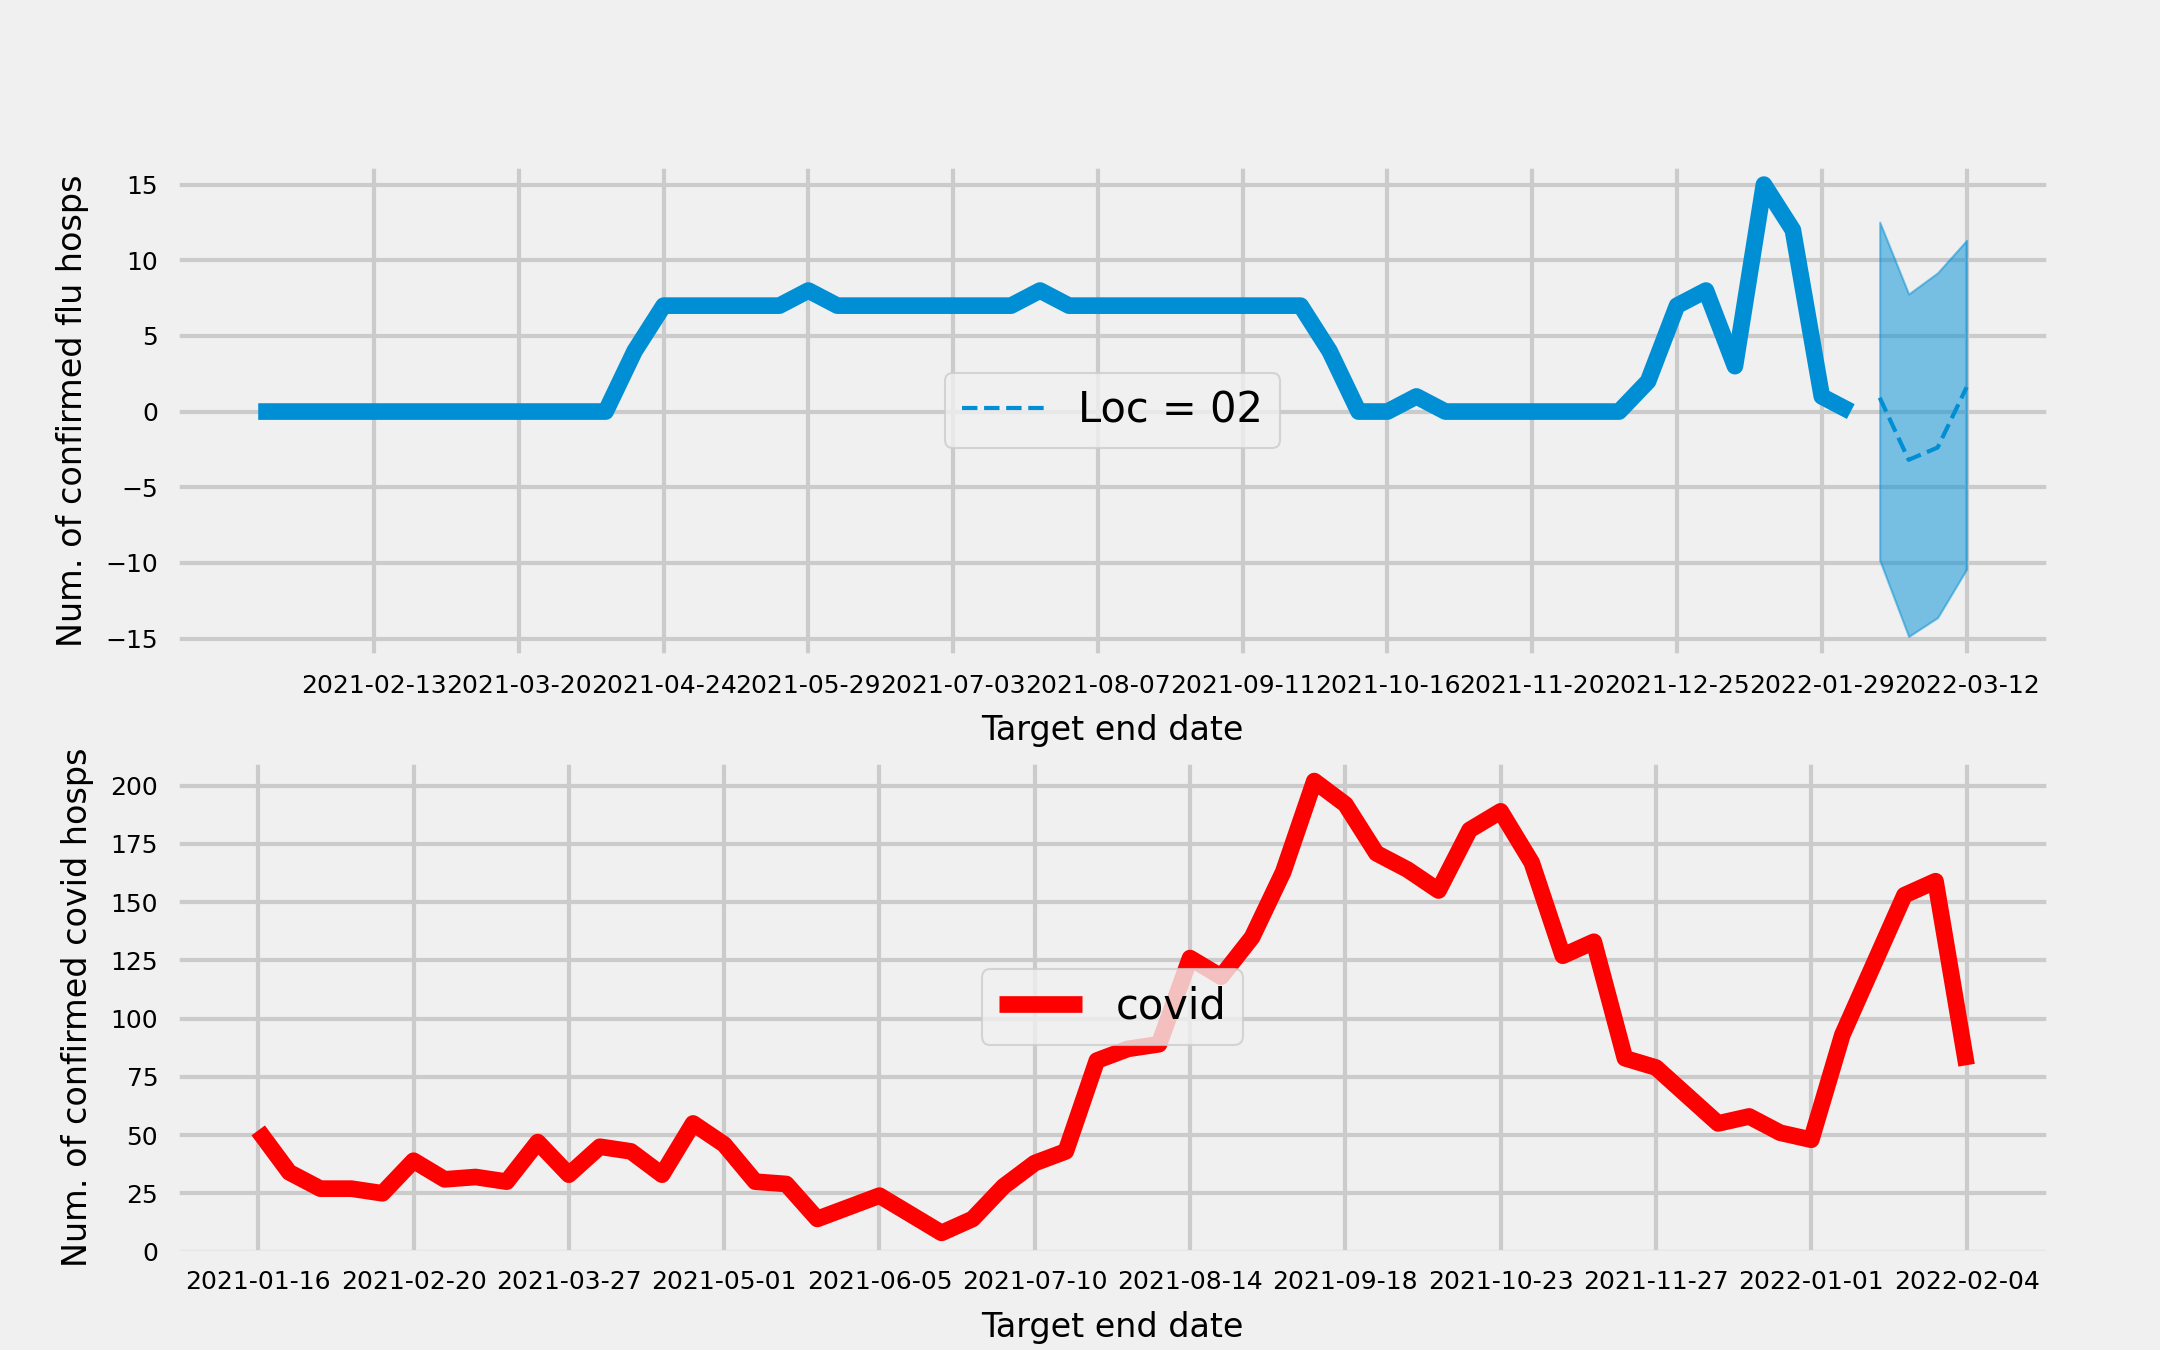 Num. of confirmed flu hosps
15
10
5
0
−5
−10
−15
Loc = 02
2021-02-13 2021-03-20 2021-04-24 2021-05-29 2021-07-03 2021-08-07 2021-09-11 2021-10-16 2021-11-20 2021-12-25 2022-01-29 2022-03-12
Target end date
Num. of confirmed covid hosps
200
175
150
125
100
75
50
25
0
covid
2021-01-16 2021-02-20 2021-03-27 2021-05-01 2021-06-05 2021-07-10 2021-08-14 2021-09-18 2021-10-23 2021-11-27 2022-01-01 2022-02-04
Target end date